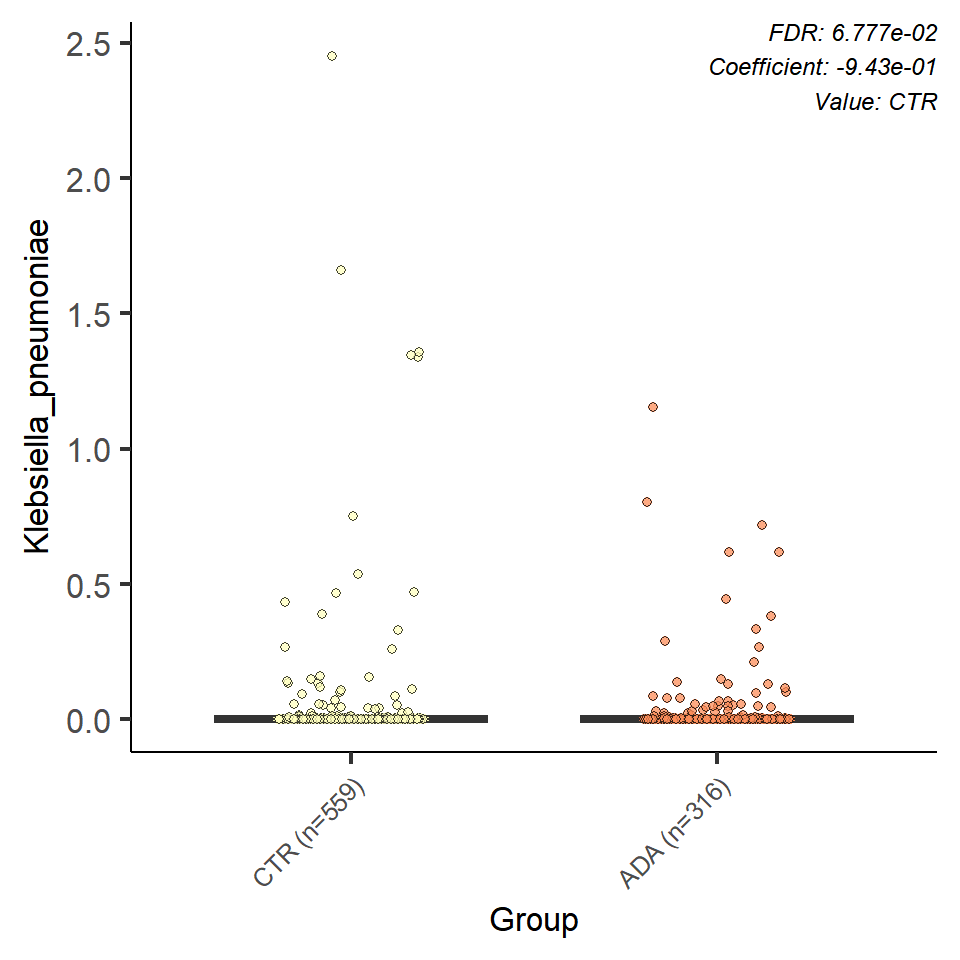 FDR: 6.777e-02
Coefficient: -9.43e-01
Value: CTR
Klebsiella_pneumoniae
2.5
2.0
1.5
1.0
0.5
0.0
CTR (n=559)
ADA (n=316)
Group